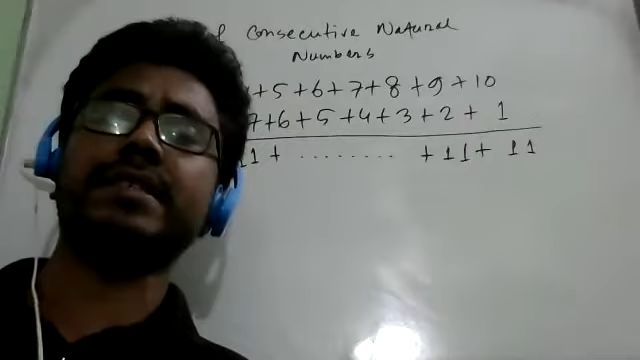 f Consecutive Natural
Numbers
+5+6+7+8+9+10
7+6+5+4+3+2+ 1
11 + ........ +11+ 11